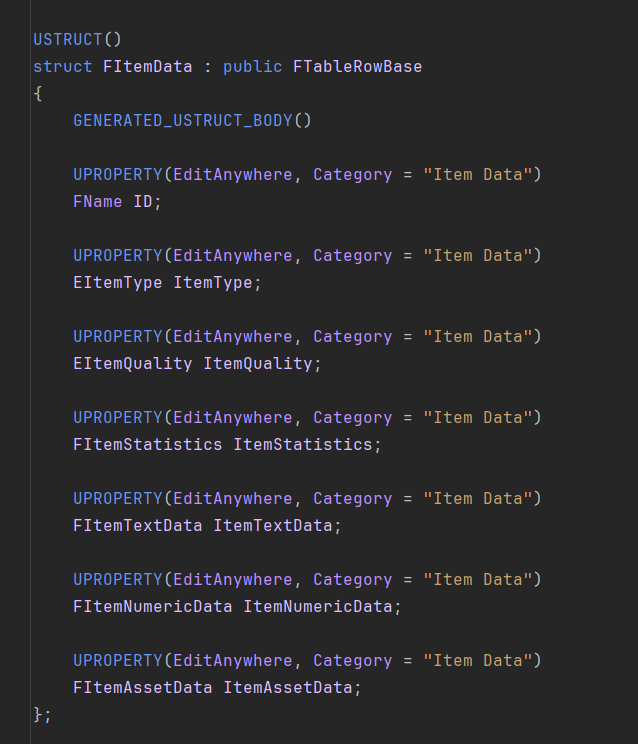 USTRUCT()
struct FItemData : public FTableRowBase
{
GENERATED_USTRUCT_BODY()
UPROPERTY(EditAnywhere, Category = "Item Data")
FName ID;
UPROPERTY(EditAnywhere, Category = "Item Data")
EItemType ItemType;
UPROPERTY(EditAnywhere, Category = "Item Data")
EItemQuality ItemQuality;
UPROPERTY(EditAnywhere, Category = "Item Data")
FItemStatistics ItemStatistics;
UPROPERTY(EditAnywhere, Category = "Item Data")
FItemTextData ItemTextData;
UPROPERTY(EditAnywhere, Category = "Item Data")
FItemNumericData ItemNumericData;
UPROPERTY(EditAnywhere, Category = "Item Data")
FItemAssetData ItemAssetData;
};